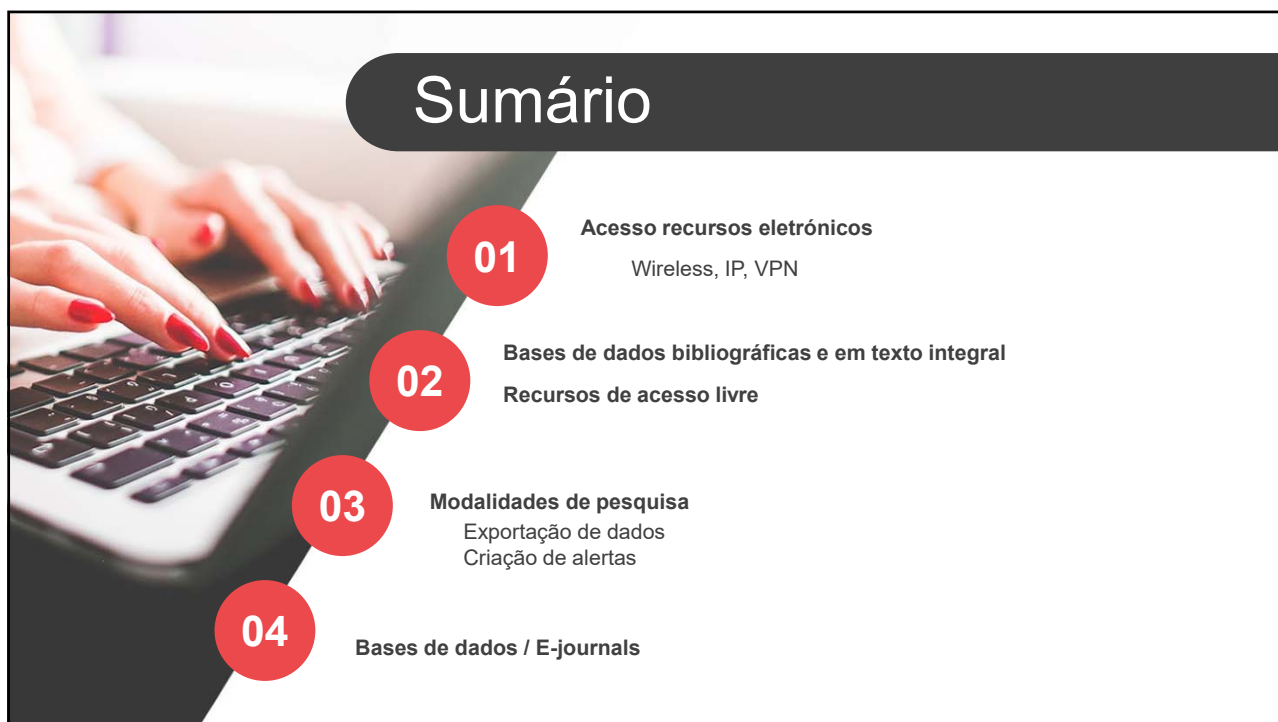 Sumário
01
Acesso recursos eletrónicos
Wireless, IP, VPN
02
Bases de dados bibliográficas e em texto integral
Recursos de acesso livre
03
Modalidades de pesquisa
Exportação de dados
Criação de alertas
04
Bases de dados / E-journals